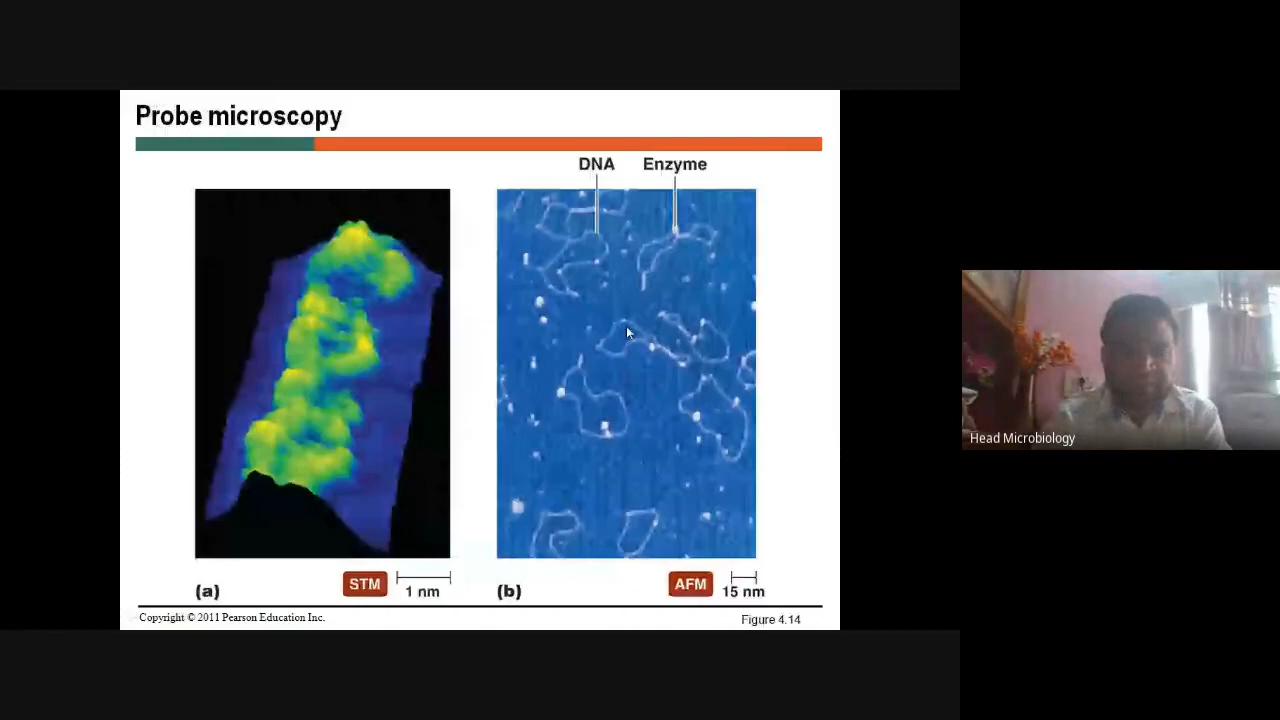 Probe microscopy
DNA Enzyme
(a) STM 1 nm
(b) AFM 15 nm
Copyright © 2011 Pearson Education Inc.
Figure 4.14
Head Microbiology